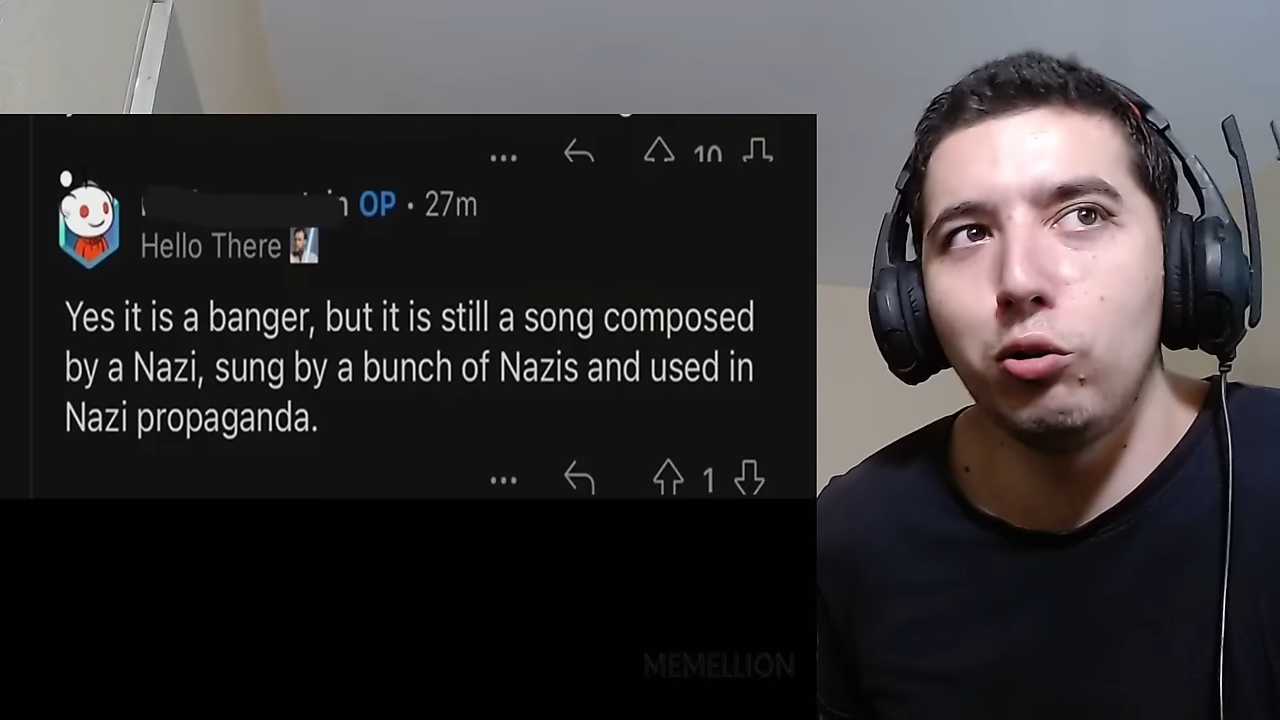 10
OP • 27m
Hello There
Yes it is a banger, but it is still a song composed
by a Nazi, sung by a bunch of Nazis and used in
Nazi propaganda.
1
MEMELLION